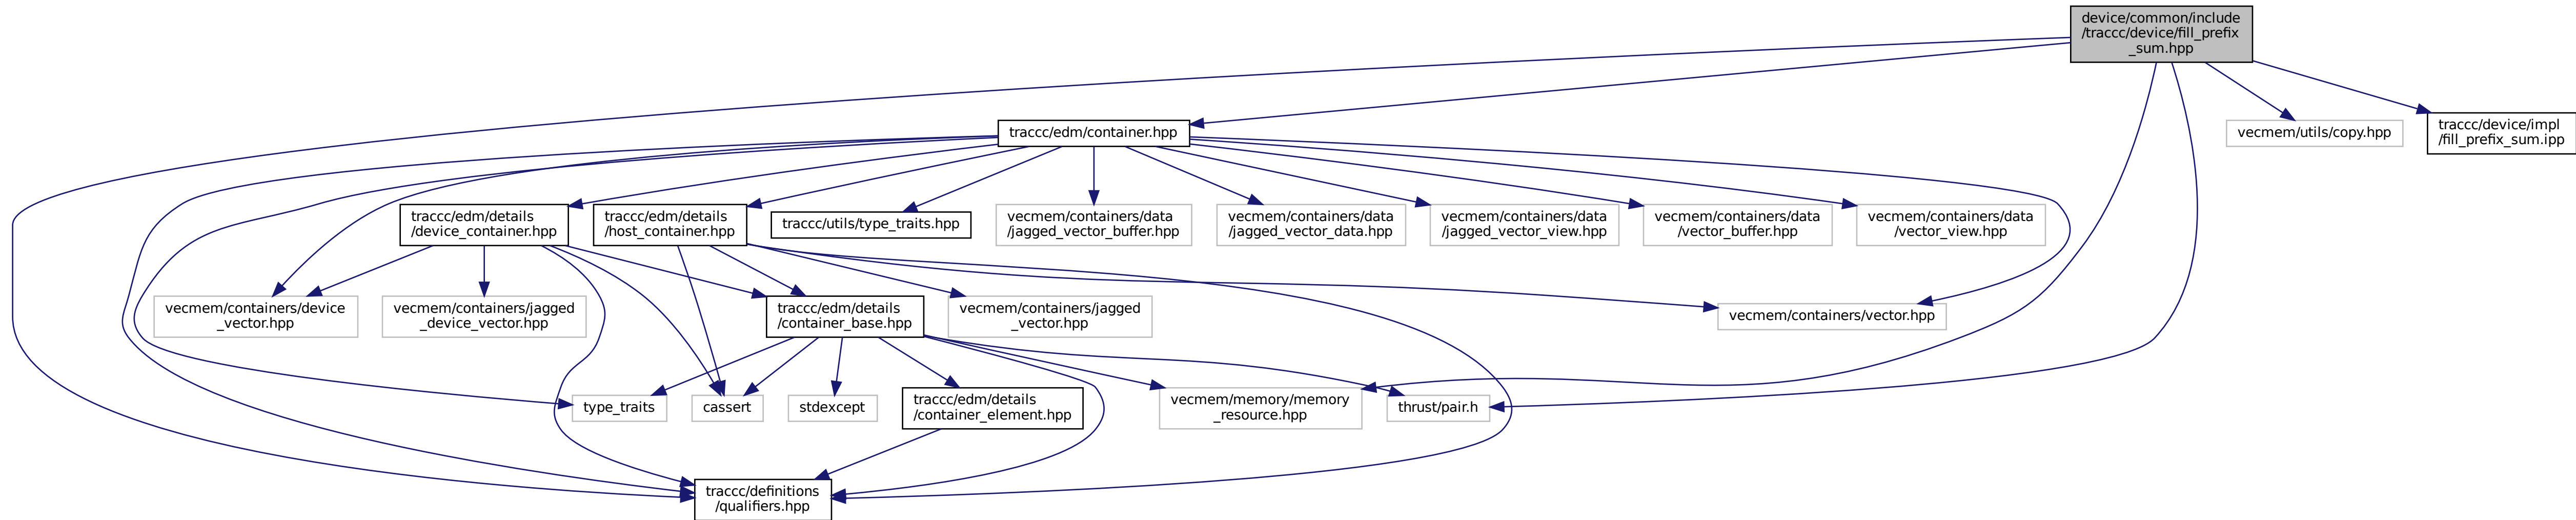 device/common/include
/traccc/device/fill_prefix
_sum.hpp
traccc/edm/container.hpp
vecmem/utils/copy.hpp
traccc/device/impl
/fill_prefix_sum.ipp
traccc/edm/details
/device_container.hpp
traccc/edm/details
/host_container.hpp
traccc/utils/type_traits.hpp
vecmem/containers/data
/jagged_vector_buffer.hpp
vecmem/containers/data
/jagged_vector_data.hpp
vecmem/containers/data
/jagged_vector_view.hpp
vecmem/containers/data
/vector_buffer.hpp
vecmem/containers/data
/vector_view.hpp
vecmem/containers/device
_vector.hpp
vecmem/containers/jagged
_device_vector.hpp
traccc/edm/details
/container_base.hpp
vecmem/containers/jagged
_vector.hpp
vecmem/containers/vector.hpp
type_traits
cassert
stdexcept
traccc/edm/details
/container_element.hpp
vecmem/memory/memory
_resource.hpp
thrust/pair.h
traccc/definitions
/qualifiers.hpp